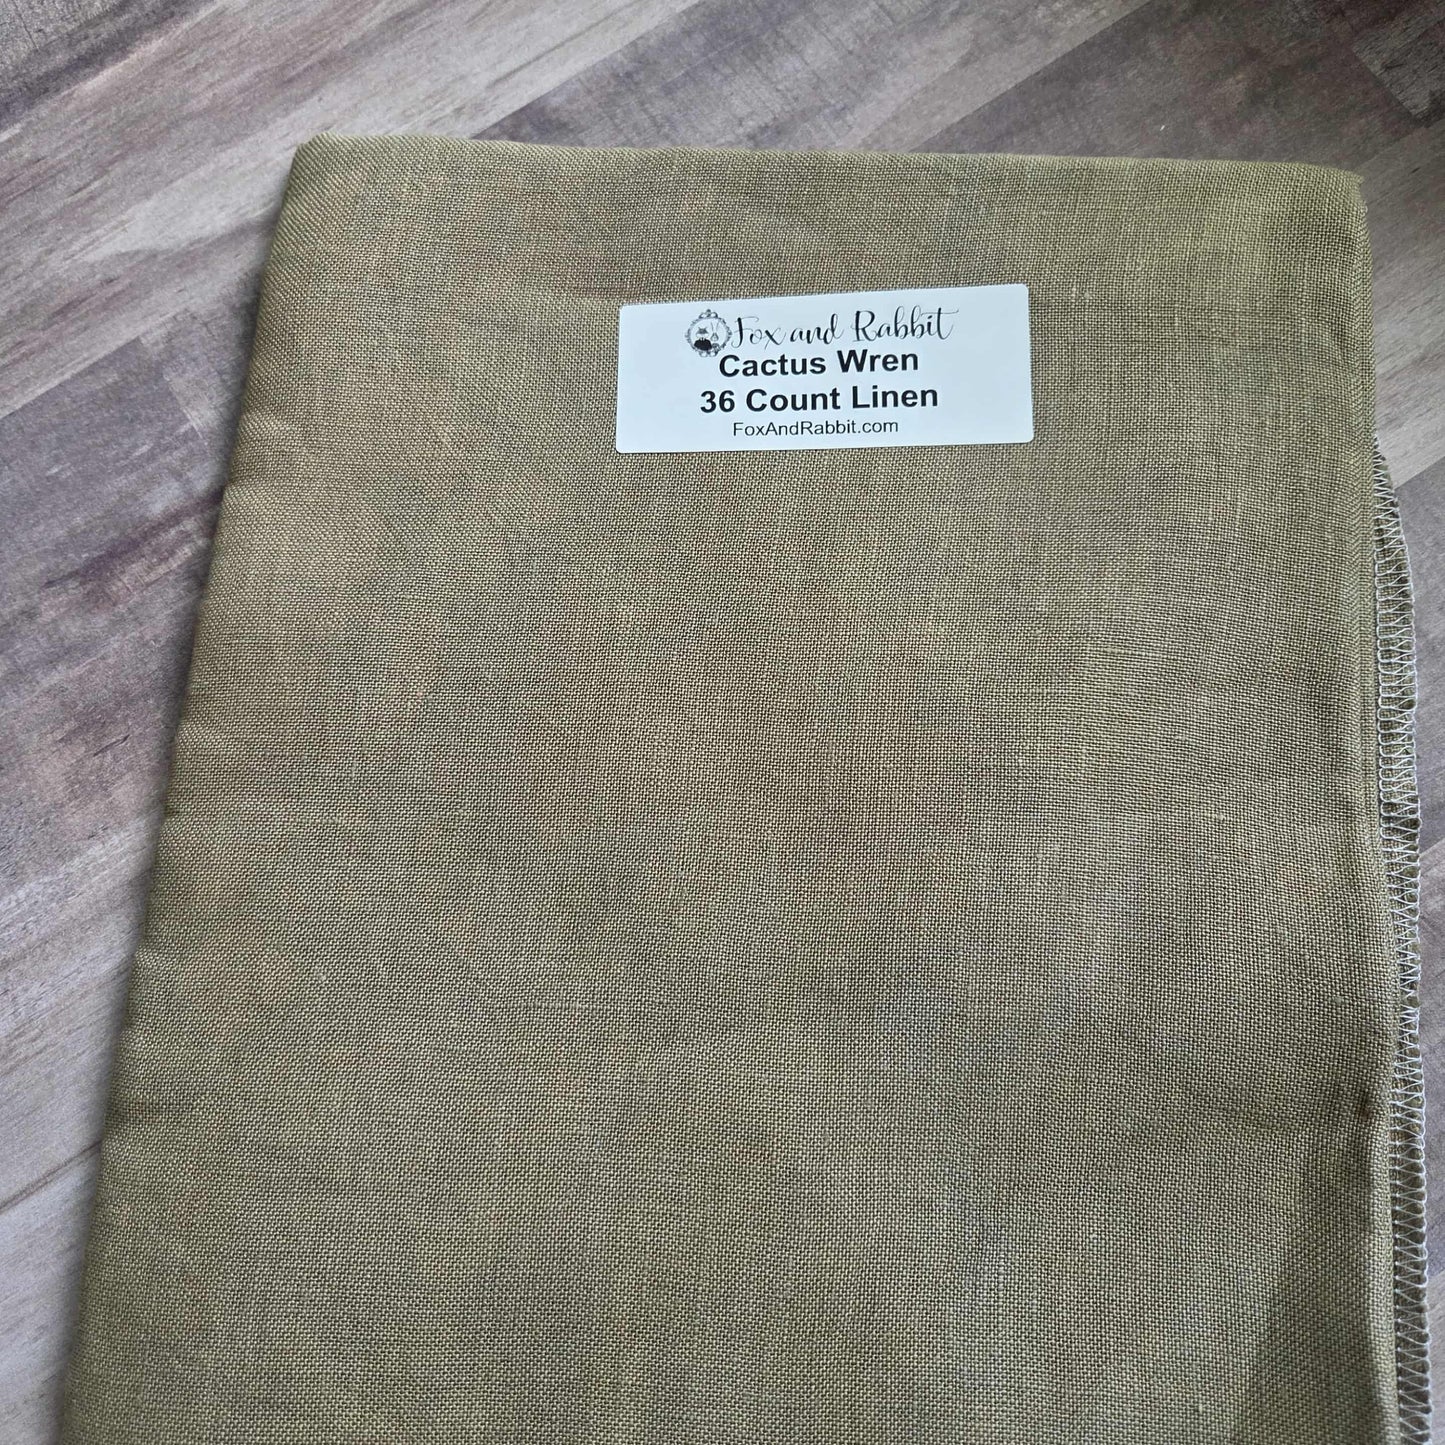 Fox and Rabbit
Cactus Wren
36 Count Linen
FoxAndRabbit.com